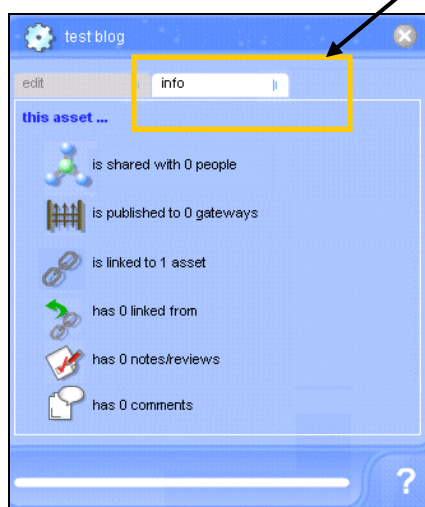 test blog
edit
info
this asset ...
is shared with 0 people
is published to 0 gateways
is linked to 1 asset
has 0 linked from
has 0 notes/reviews
has 0 comments
?